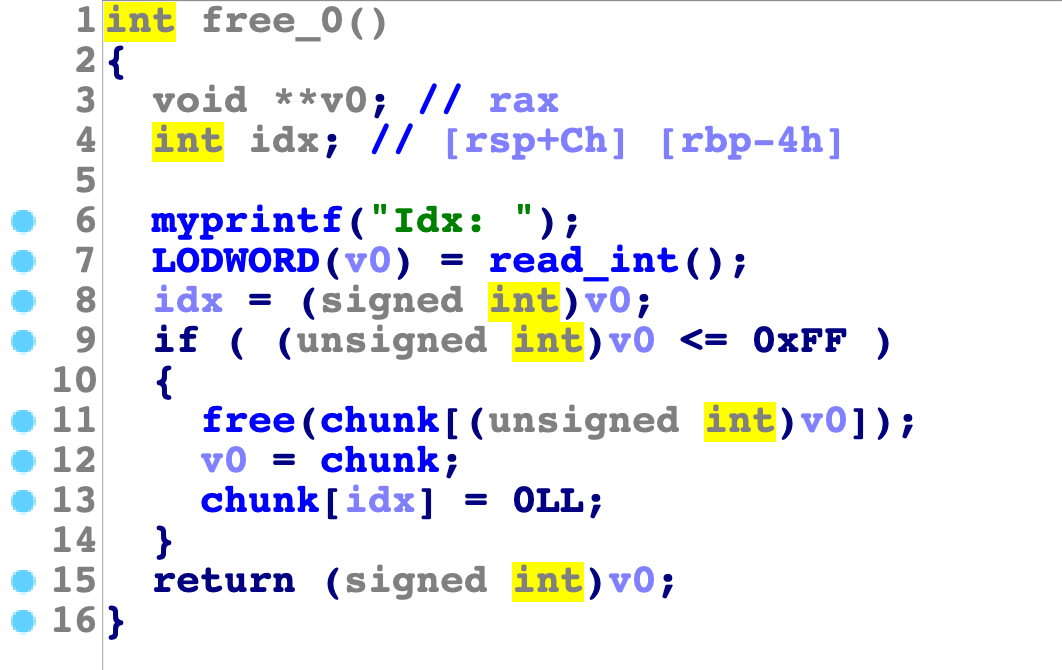 1 int free_0()
2 {
3 void **v0; // rax
4 int idx; // [rsp+Ch] [rbp-4h]
5
6 myprintf("Idx: ");
7 LODWORD(v0) = read_int();
8 idx = (signed int)v0;
9 if ( (unsigned int)v0 <= 0xFF )
10 {
11 free(chunk[(unsigned int)v0]);
12 v0 = chunk;
13 chunk[idx] = 0LL;
14 }
15 return (signed int)v0;
16 }